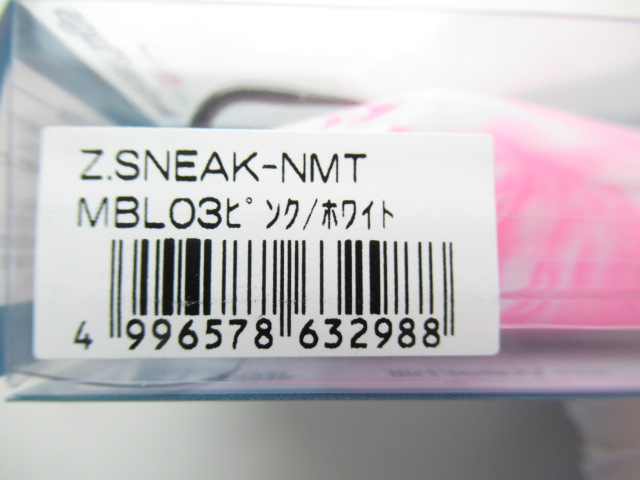 Z.SNEAK-NMT
MBL03ﾋﾟﾝｸ/ﾎﾜｲﾄ
4 996578 632988